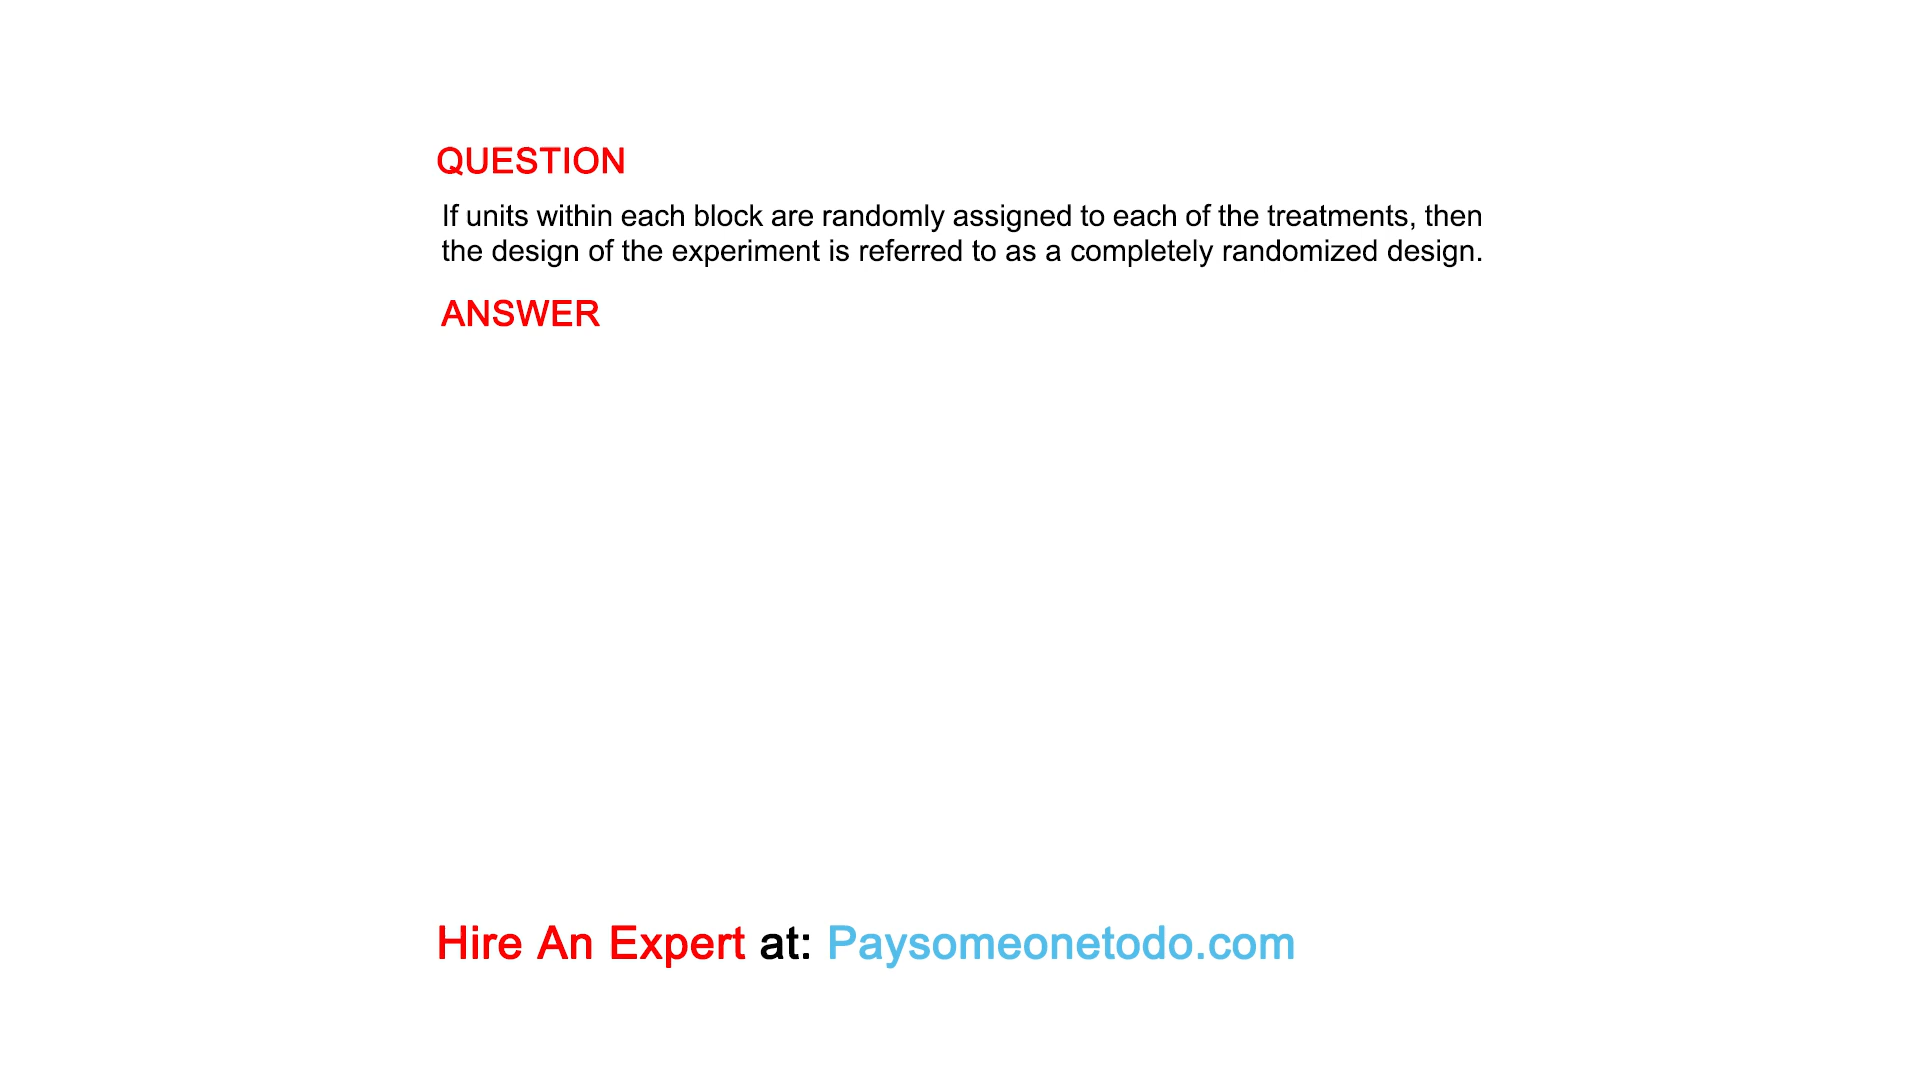 QUESTION
If units within each block are randomly assigned to each of the treatments, then
the design of the experiment is referred to as a completely randomized design.
ANSWER
Hire An Expert at: Paysomeonetodo.com